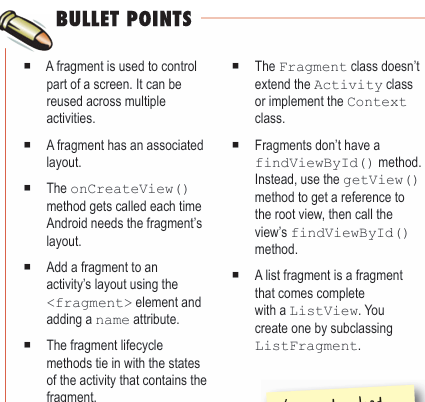 BULLET POINTS
A fragment is used to control
part of a screen. It can be
reused across multiple
activities.
A fragment has an associated
layout.
The onCreateView()
method gets called each time
Android needs the fragment's
layout.
Add a fragment to an
activity's layout using the
<fragment> element and
adding a name attribute.
The fragment lifecycle
methods tie in with the states
of the activity that contains the
fragment.
The Fragment class doesn't
extend the Activity class
or implement the Context
class.
Fragments don't have a
findViewById() method.
Instead, use the getView()
method to get a reference to
the root view, then call the
view's findViewById()
method.
A list fragment is a fragment
that comes complete
with a ListView. You
create one by subclassing
ListFragment.